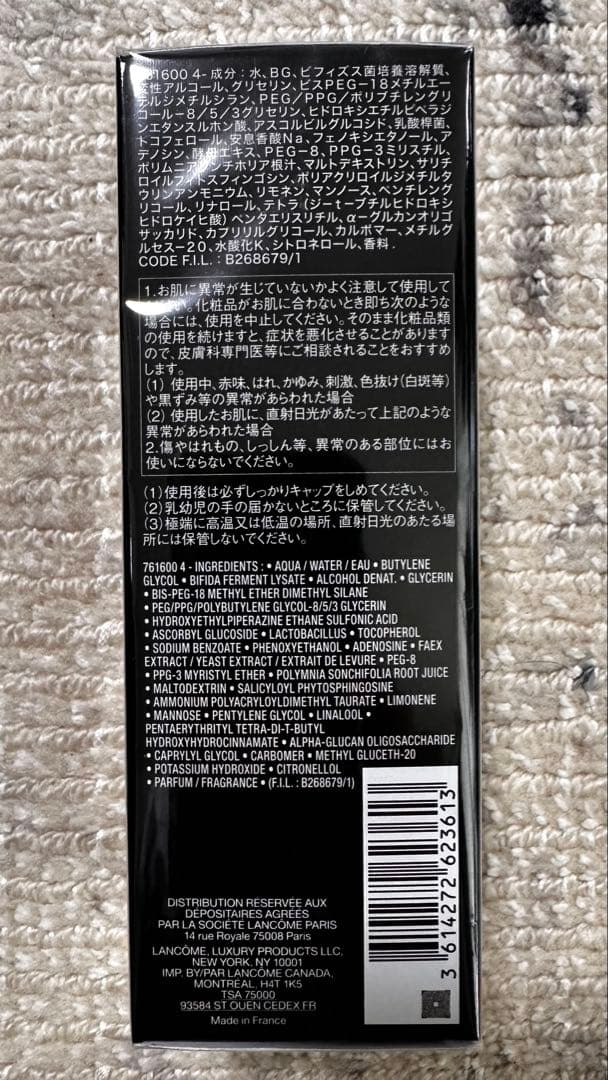 761600 4- 成分：水、BG、ビフィズス菌培養溶解質、
変性アルコール、グリセリン、ビスPEG-18メチルエー
テルジメチルシラン、PEG/PPG/ポリブチレングリ
コール-8/5/3グリセリン、ヒドロキシエチルピペラジ
ンエタンスルホン酸、アスコルビルグルコシド、乳酸桿菌、
トコフェロール、安息香酸Na、フェノキシエタノール、ア
デノシン、酵母エキス、PEG-8、PPG-3ミリスチル、
ポリムニアソンチホリア根汁、マルトデキストリン、サリチ
ロイルフィトスフィンゴシン、ポリアクリロイルジメチルタ
ウリンアンモニウム、リモネン、マンノース、ペンチレング
リコール、リナロール、テトラ (ジ-t-ブチルヒドロキシ
ヒドロケイヒ酸) ペンタエリスリチル、α-グルカンオリゴ
サッカリド、カプリリルグリコール、カルボマー、メチルグ
ルセス-20、水酸化K、シトロネロール、香料 .
CODE F.I.L. : B268679/1
1.お肌に異常が生じていないかよく注意して使用して
ください。化粧品がお肌に合わないとき即ち次のような
場合には、使用を中止してください。そのまま化粧品類
の使用を続けますと、症状を悪化させることがあります
ので、皮膚科専門医等にご相談されることをおすすめ
します。
(1) 使用中、赤味、はれ、かゆみ、刺激、色抜け(白斑等)
や黒ずみ等の異常があらわれた場合
(2) 使用したお肌に、直射日光があたって上記のような
異常があらわれた場合
2.傷やはれもの、しっしん等、異常のある部位にはお
使いにならないでください。
(1)使用後は必ずしっかりキャップをしめてください。
(2)乳幼児の手の届かないところに保管してください。
(3)極端に高温又は低温の場所、直射日光のあたる場
所には保管しないでください。
761600 4 - INGREDIENTS : • AQUA / WATER / EAU • BUTYLENE
GLYCOL • BIFIDA FERMENT LYSATE • ALCOHOL DENAT. • GLYCERIN
• BIS-PEG-18 METHYL ETHER DIMETHYL SILANE
• PEG/PPG/POLYBUTYLENE GLYCOL-8/5/3 GLYCERIN
• HYDROXYETHYLPIPERAZINE ETHANE SULFONIC ACID
• ASCORBYL GLUCOSIDE • LACTOBACILLUS • TOCOPHEROL
• SODIUM BENZOATE • PHENOXYETHANOL • ADENOSINE • FAEX
EXTRACT / YEAST EXTRACT / EXTRAIT DE LEVURE • PEG-8
• PPG-3 MYRISTYL ETHER • POLYMNIA SONCHIFOLIA ROOT JUICE
• MALTODEXTRIN • SALICYLOYL PHYTOSPHINGOSINE
• AMMONIUM POLYACRYLOYLDIMETHYL TAURATE • LIMONENE
• MANNOSE • PENTYLENE GLYCOL • LINALOOL •
PENTAERYTHRITYL TETRA-DI-T-BUTYL
HYDROXYHYDROCINNAMATE • ALPHA-GLUCAN OLIGOSACCHARIDE
• CAPRYLYL GLYCOL • CARBOMER • METHYL GLUCETH-20
• POTASSIUM HYDROXIDE • CITRONELLOL
• PARFUM / FRAGRANCE • (F.I.L. : B268679/1)
3 614272 623613
DISTRIBUTION RÉSERVÉE AUX
DÉPOSITAIRES AGRÉÉS
PAR LA SOCIÉTÉ LANCÔME PARIS
14 rue Royale 75008 Paris
LANCÔME, LUXURY PRODUCTS LLC,
NEW YORK, NY 10001
IMP. BY/PAR LANCÔME CANADA,
MONTRÉAL, H4T 1K5
TSA 75000
93584 ST OUEN CEDEX FR
Made in France